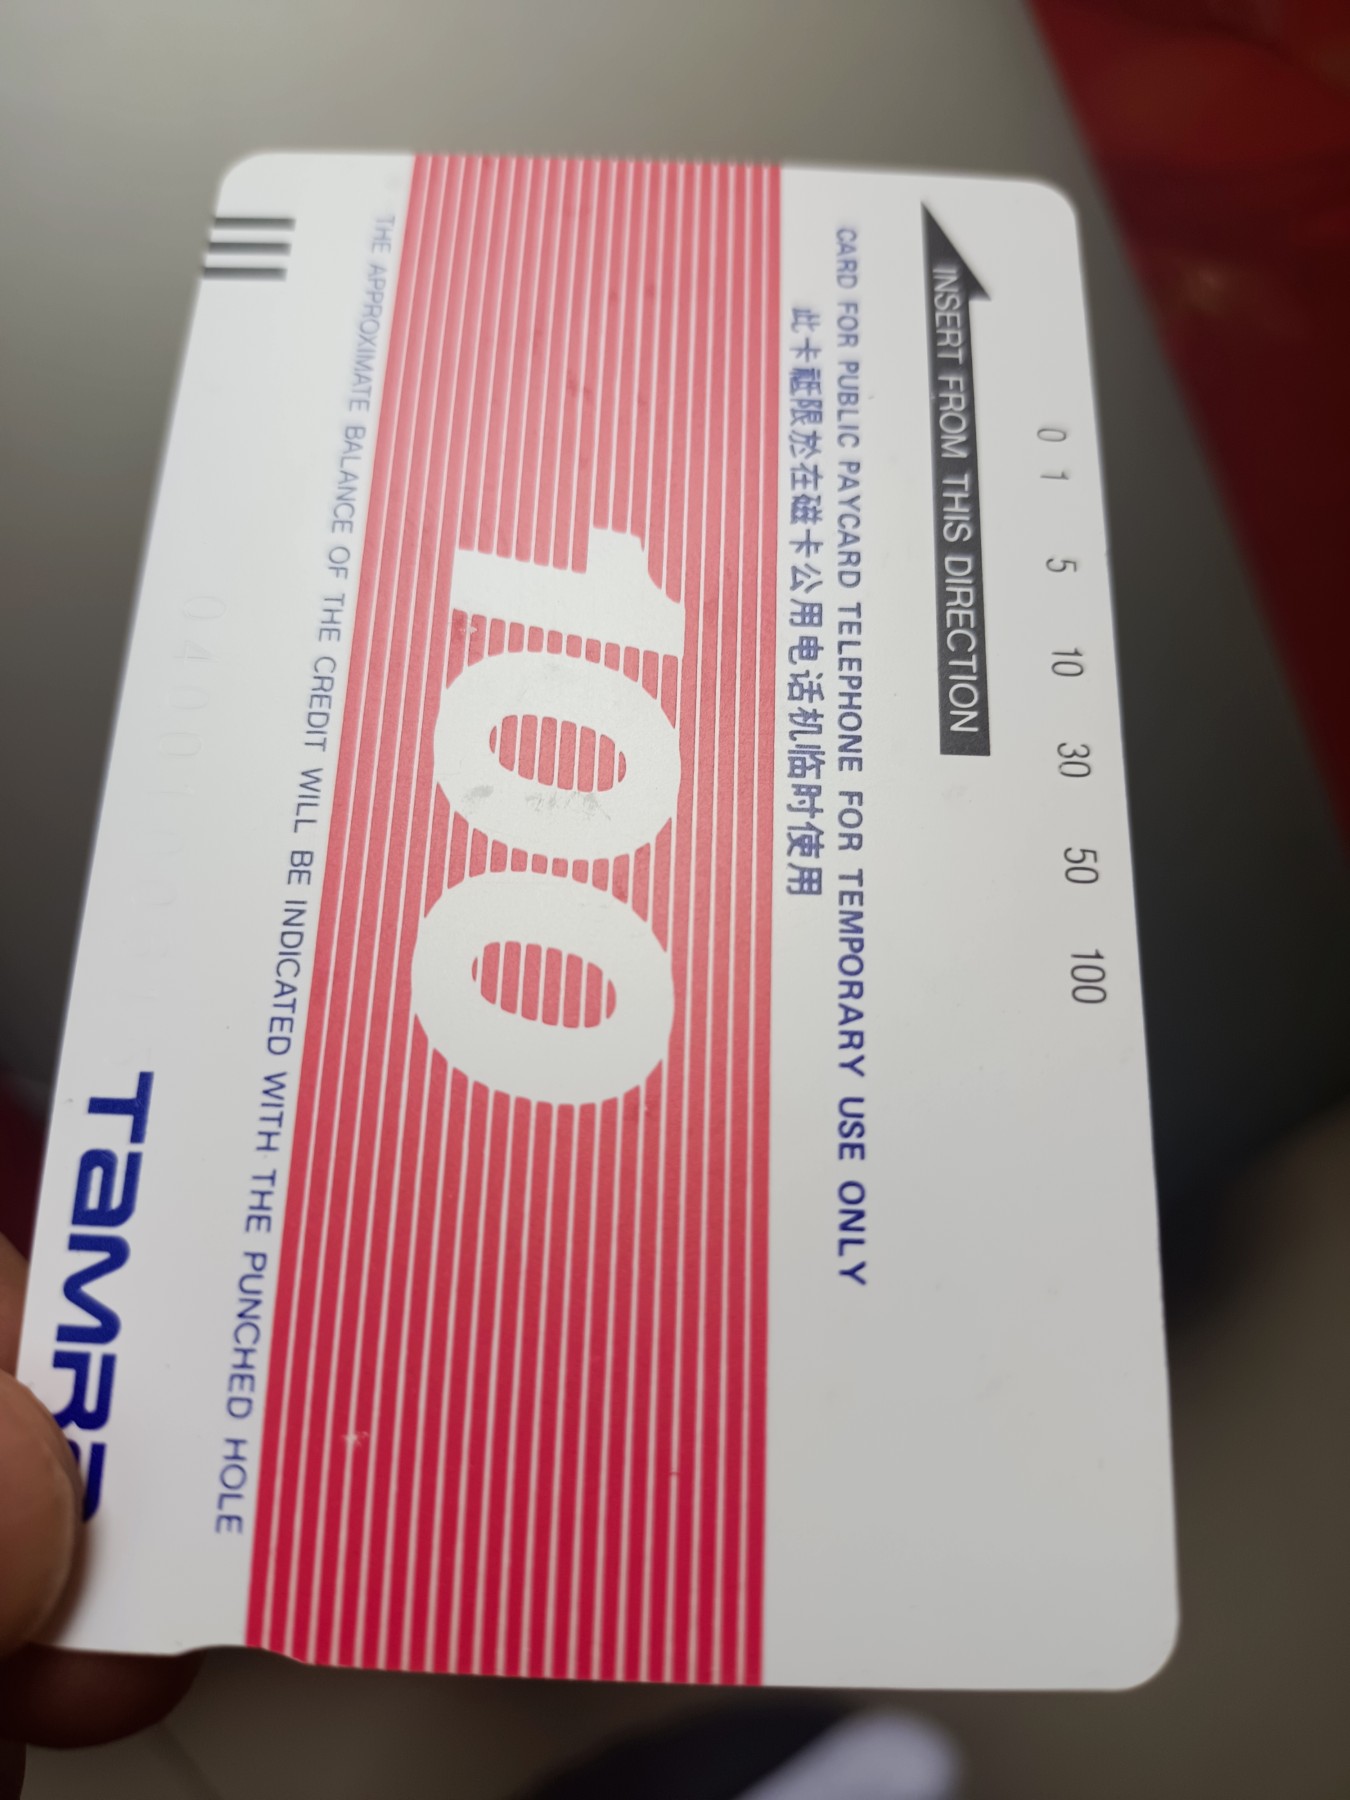 0 1 5 10 30 50 100
INSERT FROM THIS DIRECTION
CARD FOR PUBLIC PAYCARD TELEPHONE FOR TEMPORARY USE ONLY
此卡祗限於在磁卡公用电话机临时使用
100
THE APPROXIMATE BALANCE OF THE CREDIT WILL BE INDICATED WITH THE PUNCHED HOLE